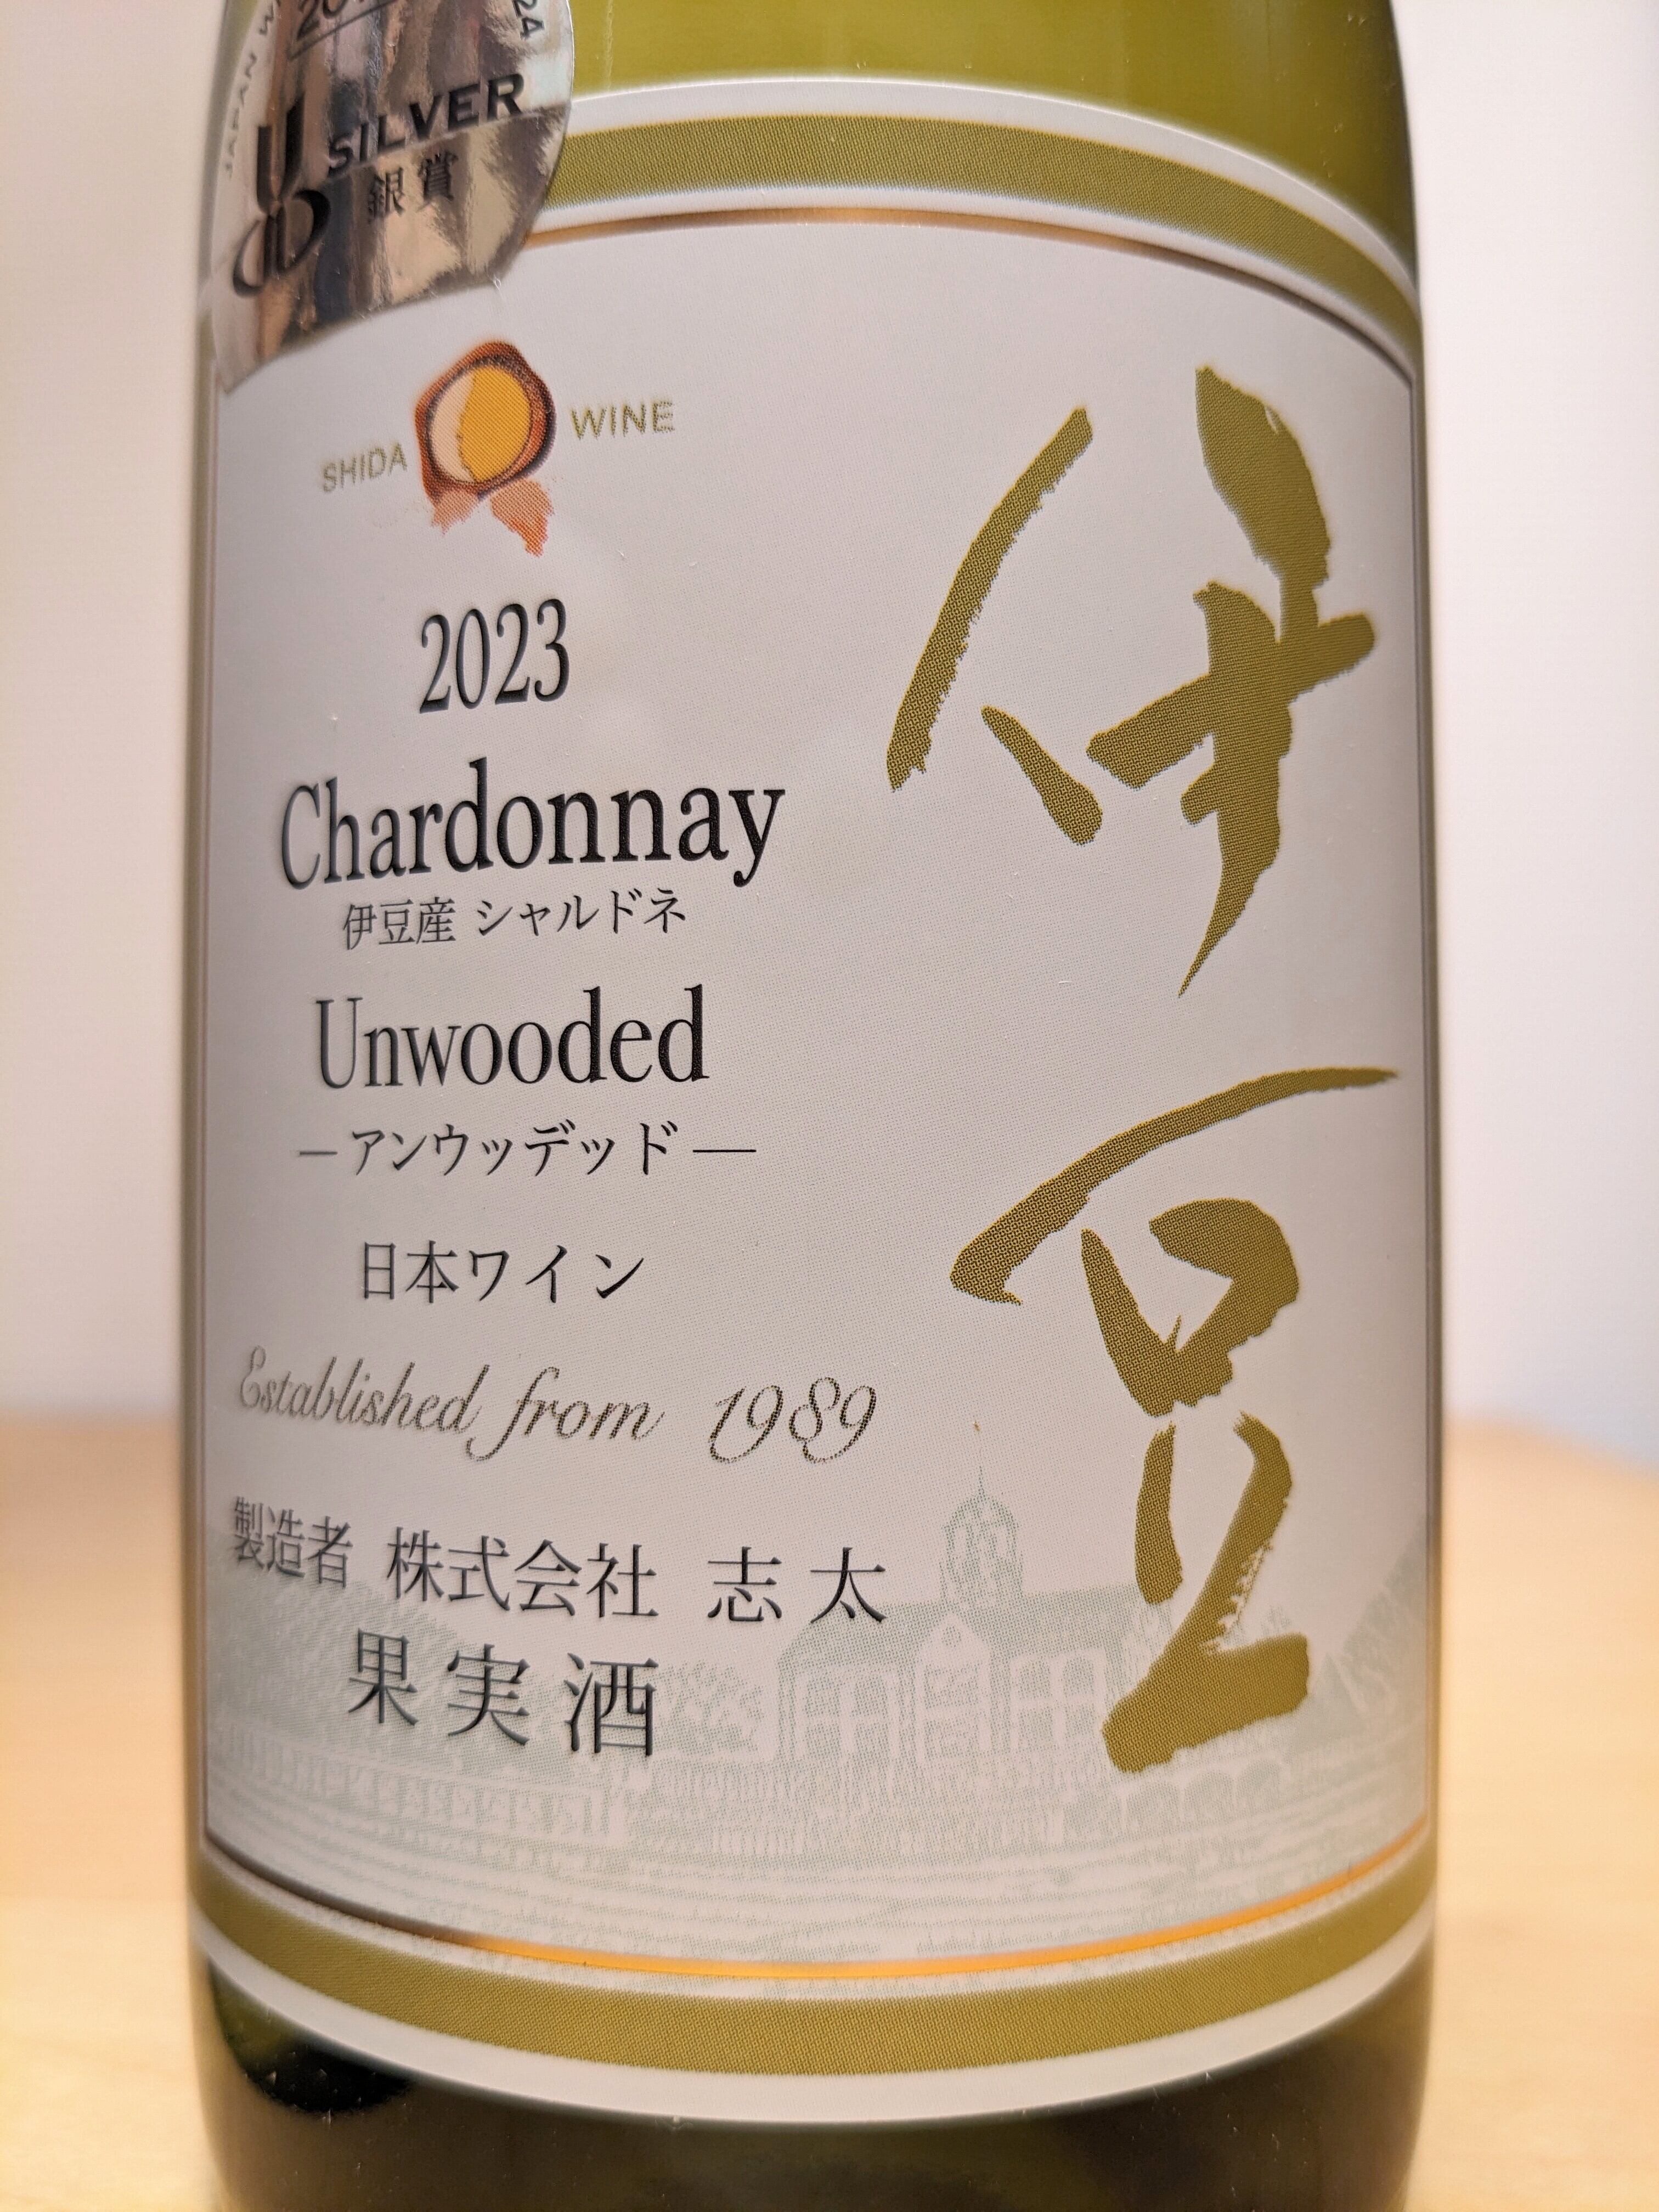 JAPAN
SILVER
銀賞
SHIDA WINE
2023
Chardonnay
伊豆産 シャルドネ
Unwooded
―アンウッデッド―
日本ワイン
Established from 1989
製造者 株式会社 志太
果実酒
伊豆